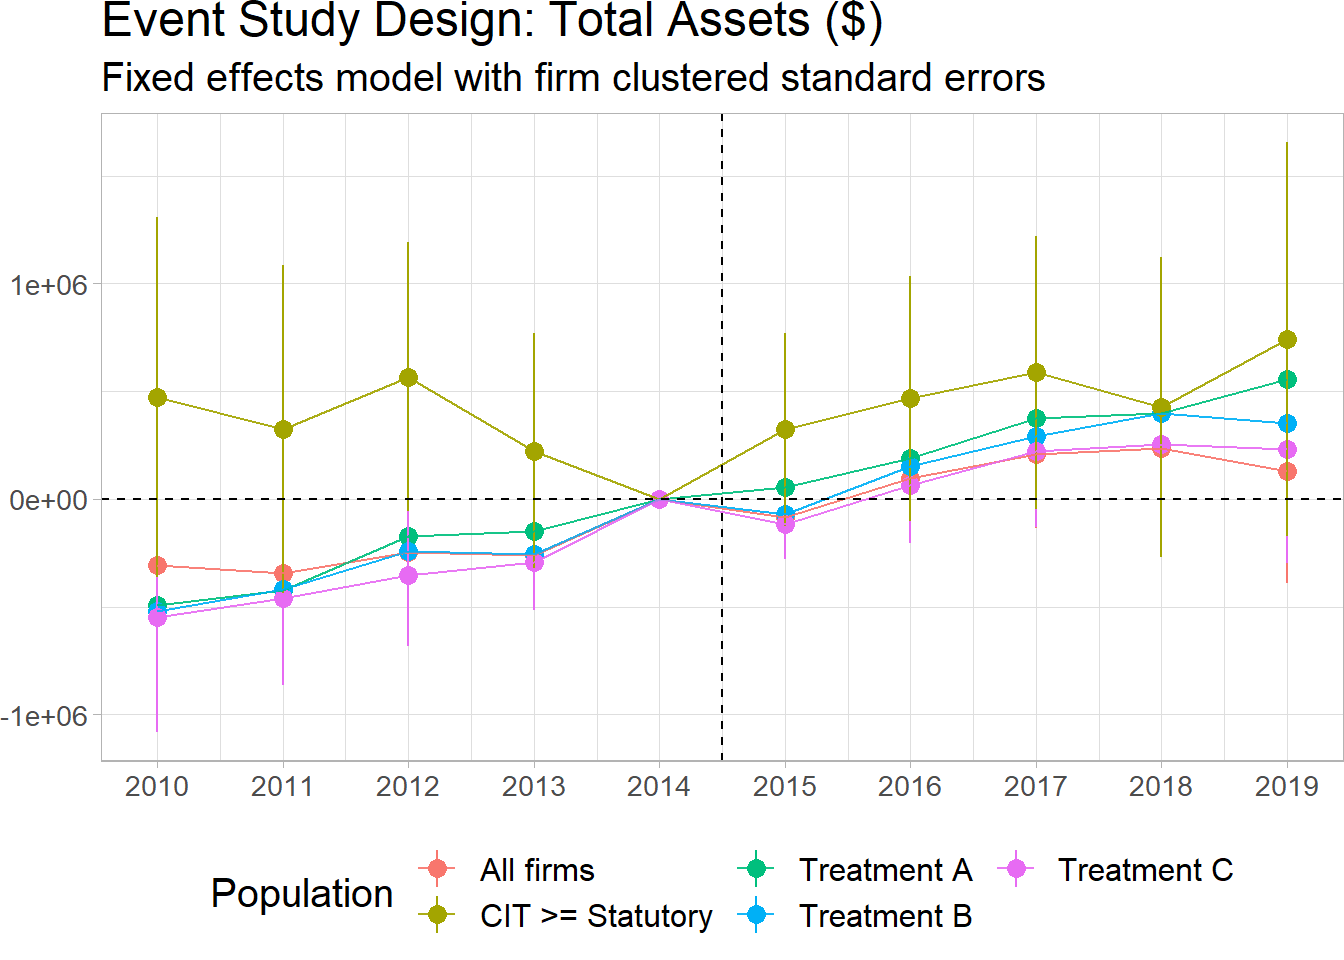 Event Study Design: Total Assets ($)
Fixed effects model with firm clustered standard errors
1e+06
0e+00
-1e+06
2010 2011 2012 2013 2014 2015 2016 2017 2018 2019
Population
All firms Treatment A Treatment C
CIT >= Statutory Treatment B